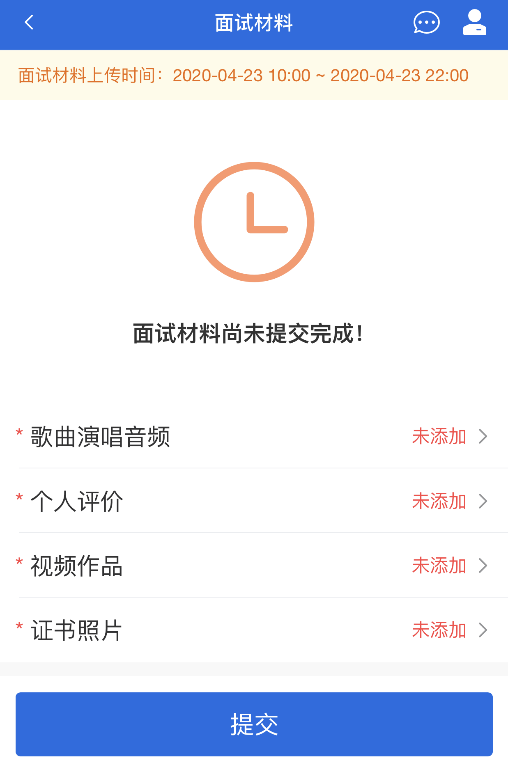 面试材料
面试材料上传时间：2020-04-23 10:00 ~ 2020-04-23 22:00
面试材料尚未提交完成！
* 歌曲演唱音频 未添加
* 个人评价 未添加
* 视频作品 未添加
* 证书照片 未添加
提交